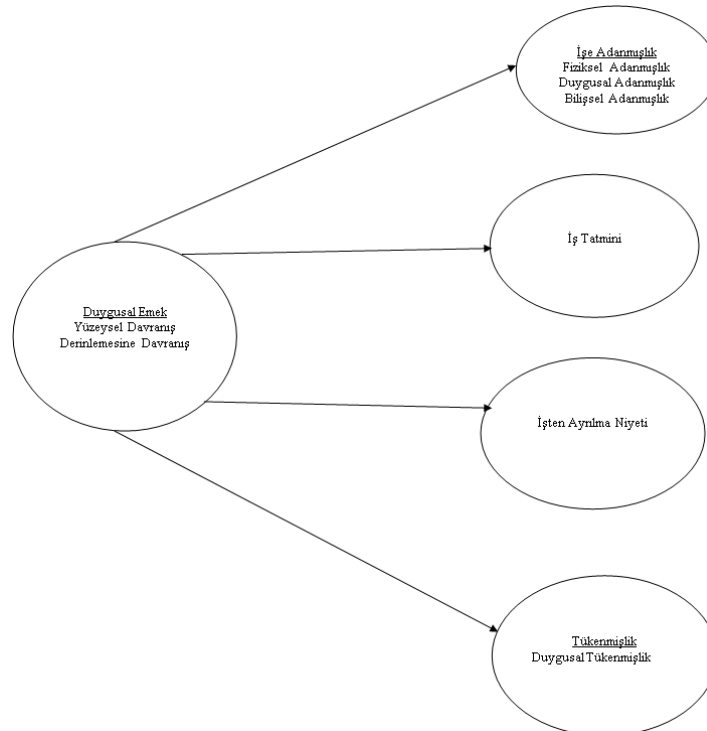 İşe Adanmışlık
Fiziksel Adanmışlık
Duygusal Adanmışlık
Bilişsel Adanmışlık
İş Tatmini
Duygusal Emek
Yüzeysel Davranış
Derinlemesine Davranış
İşten Ayrılma Niyeti
Tükenmişlik
Duygusal Tükenmişlik